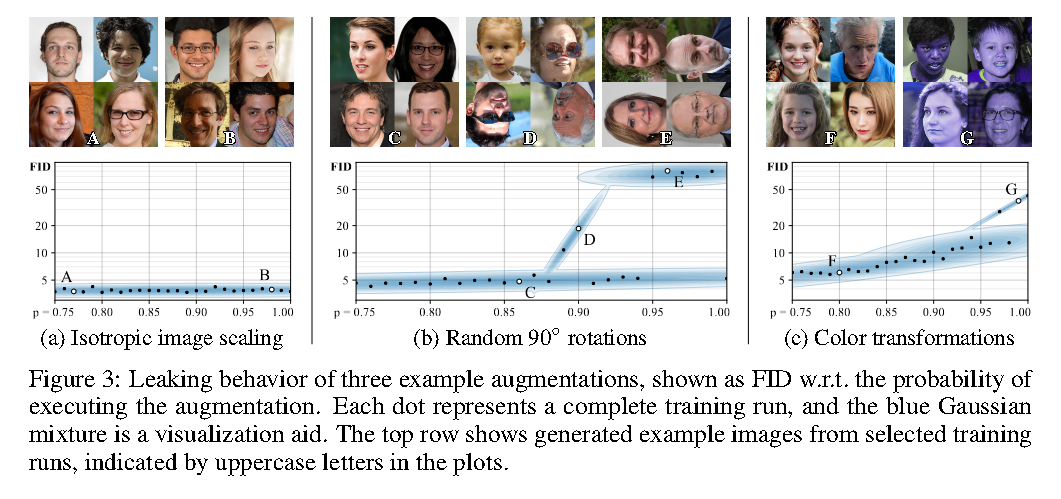 A B C D E F G
FID FID FID
50 50 50
20 20 20
10 10 10
5 5 5
A B C D E F G
p = 0.75 0.80 0.85 0.90 0.95 1.00 p = 0.75 0.80 0.85 0.90 0.95 1.00 p = 0.75 0.80 0.85 0.90 0.95 1.00
(a) Isotropic image scaling (b) Random 90° rotations (c) Color transformations
Figure 3: Leaking behavior of three example augmentations, shown as FID w.r.t. the probability of
executing the augmentation. Each dot represents a complete training run, and the blue Gaussian
mixture is a visualization aid. The top row shows generated example images from selected training
runs, indicated by uppercase letters in the plots.